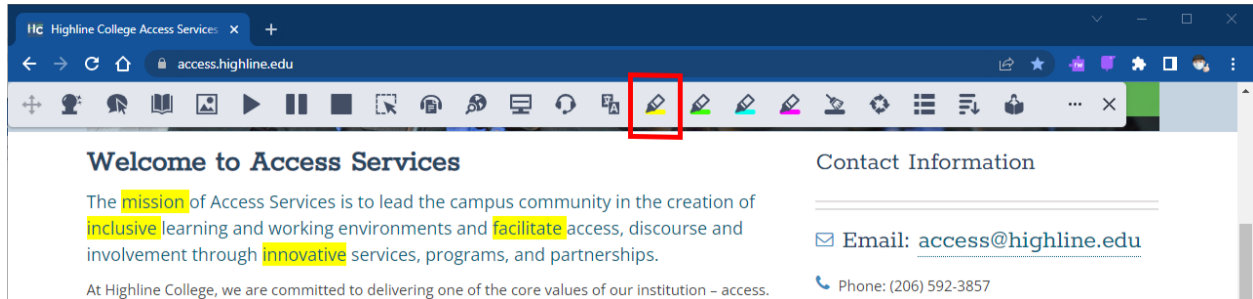 Hc Highline College Access Services
access.highline.edu
Welcome to Access Services
The mission of Access Services is to lead the campus community in the creation of
inclusive learning and working environments and facilitate access, discourse and
involvement through innovative services, programs, and partnerships.
At Highline College, we are committed to delivering one of the core values of our institution – access.
Contact Information
Email: access@highline.edu
Phone: (206) 592-3857